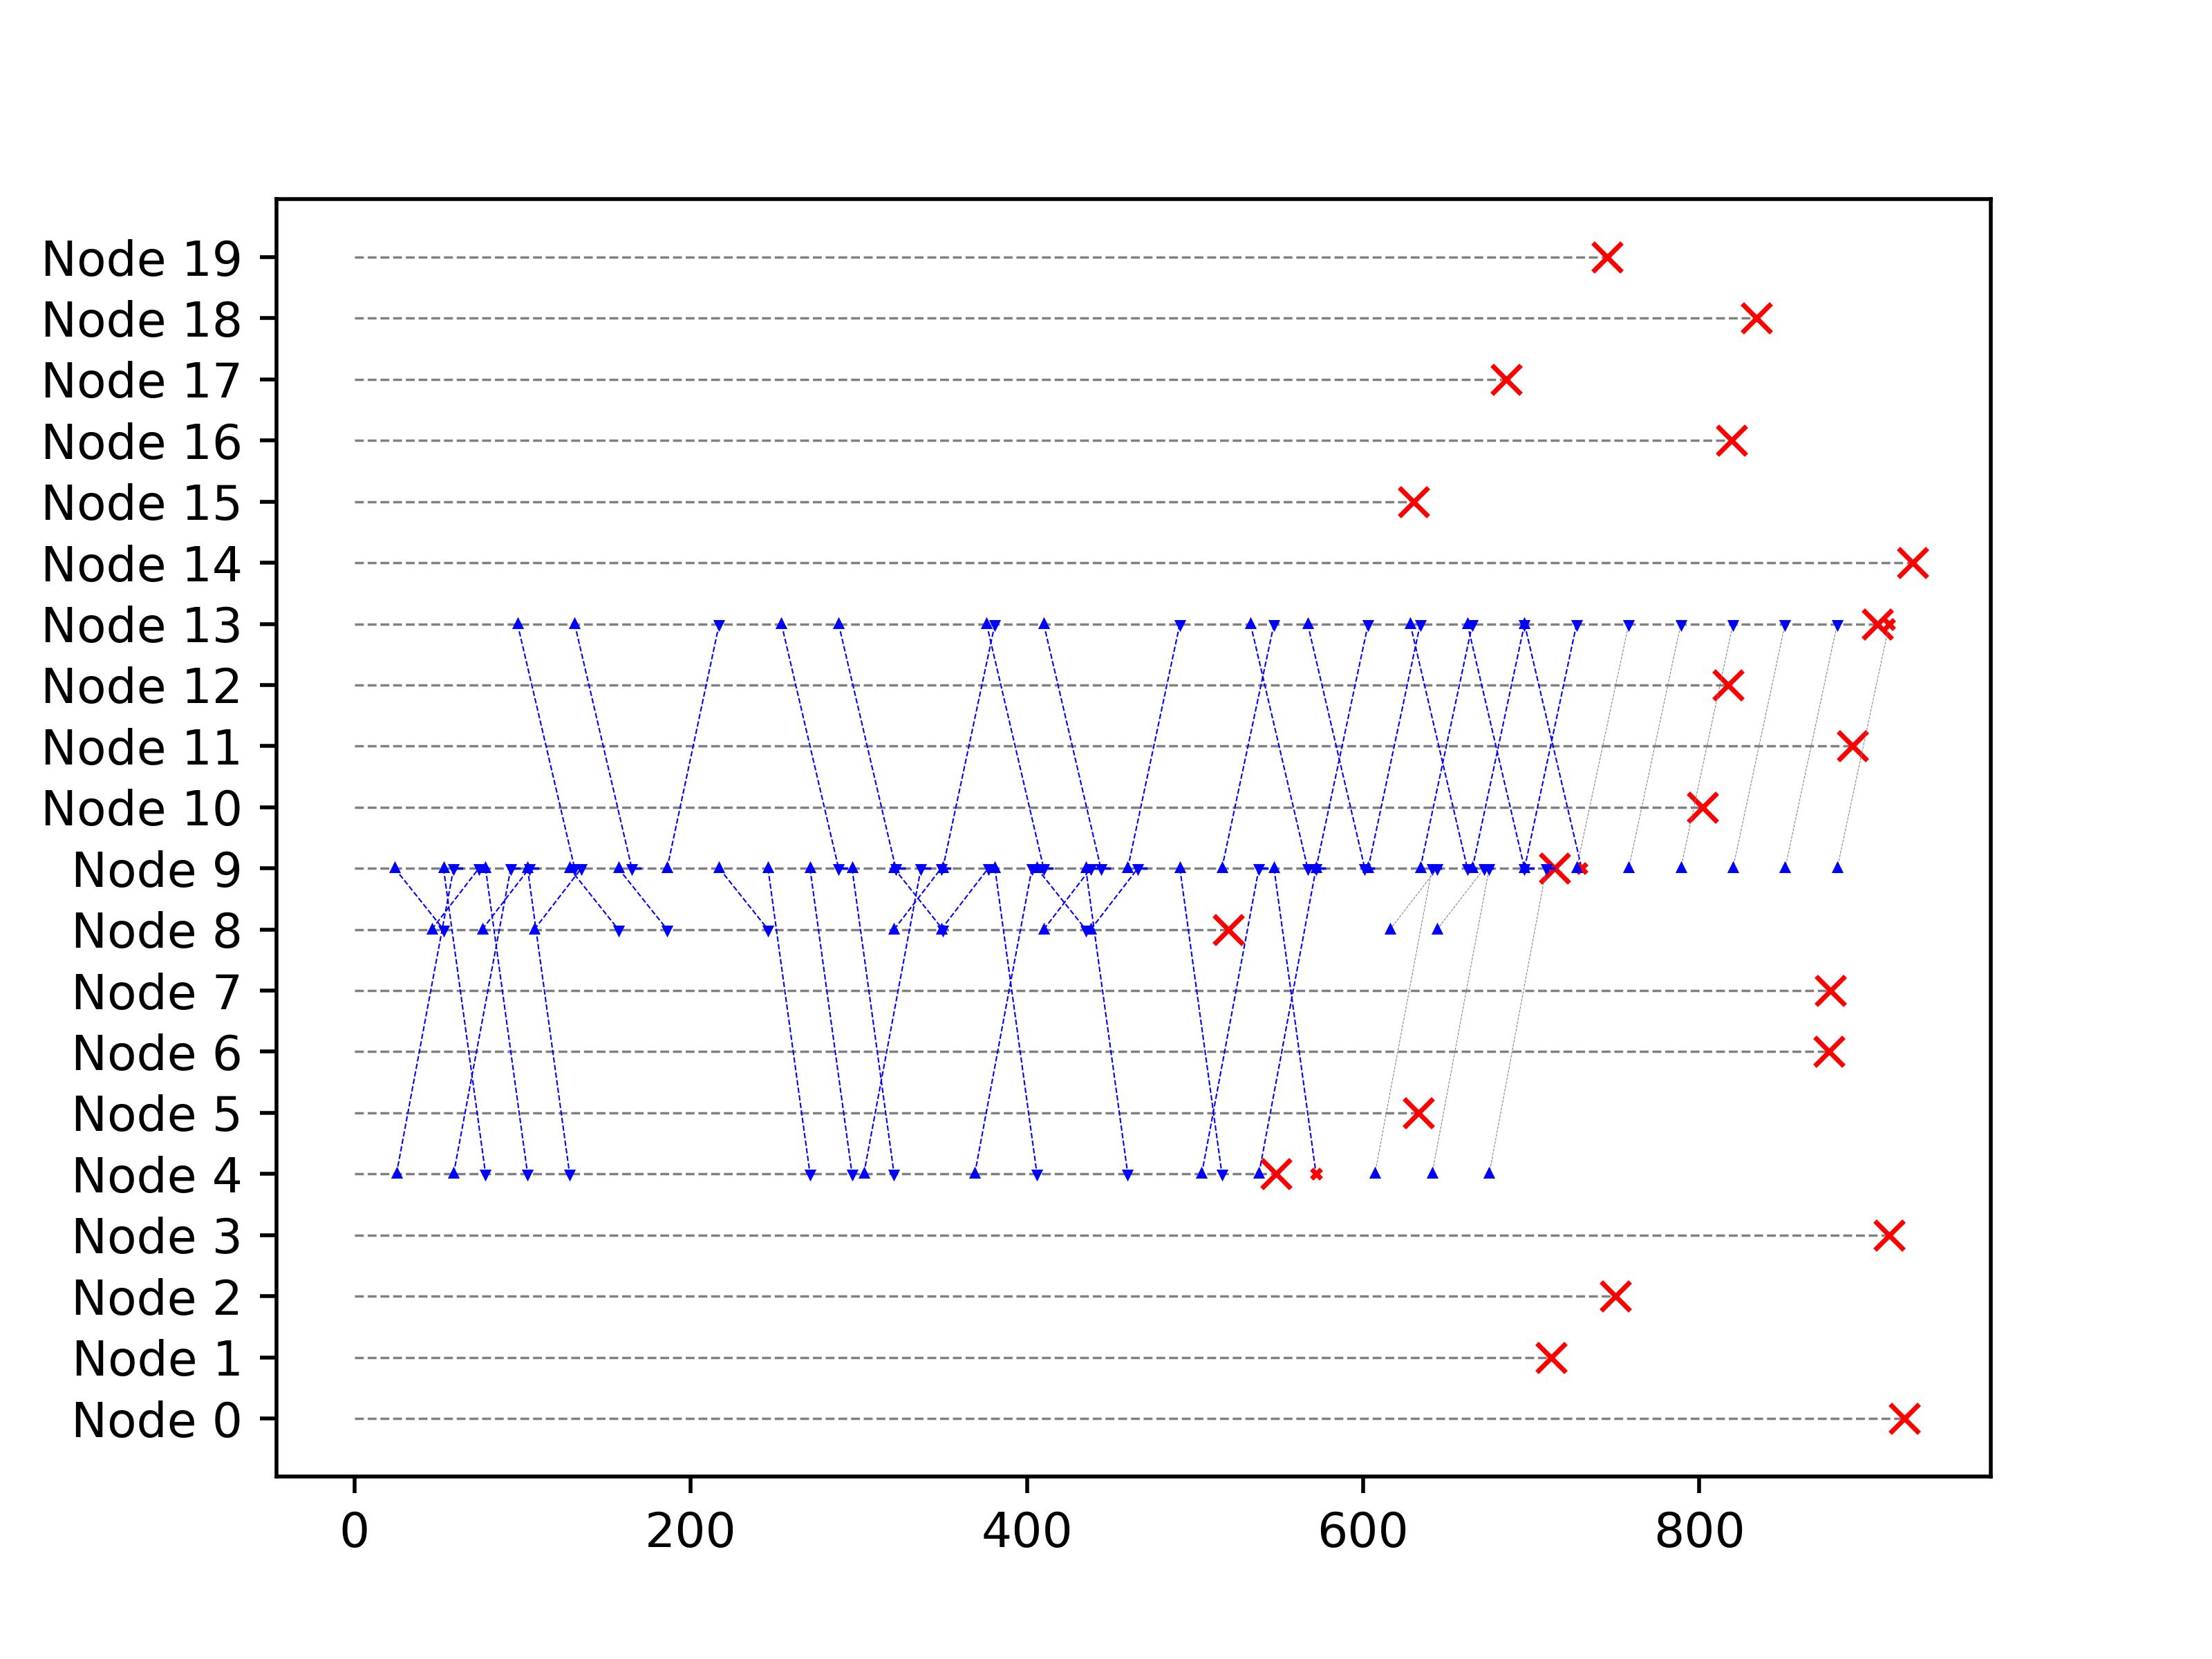 Node 19
Node 18
Node 17
Node 16
Node 15
Node 14
Node 13
Node 12
Node 11
Node 10
Node 9
Node 8
Node 7
Node 6
Node 5
Node 4
Node 3
Node 2
Node 1
Node 0
0 200 400 600 800